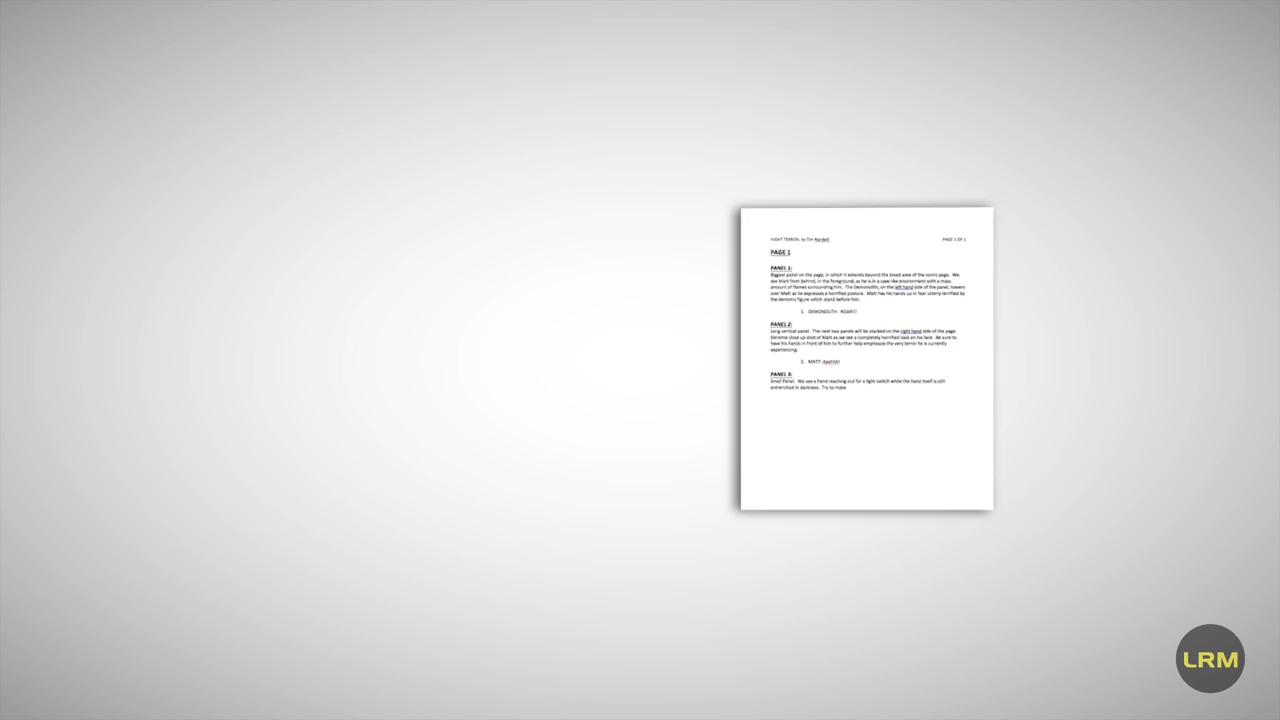 NIGHT TERROR: by Tim Nardelli
PAGE 1 OF 1
PAGE 1
PANEL 1:
Biggest panel on the page, in which it extends beyond the bleed area of the comic page. We
see Matt from behind, in the foreground, as he is in a cave like environment with a mass
amount of flames surrounding him. The Demonolith, on the left hand side of the panel, towers
over Matt as he expresses a horrified posture. Matt has his hands up in fear utterly terrified by
the demonic figure which stand before him.
1. ROAR!!!
PANEL 2:
Long vertical panel. The next two panels will be stacked on the right hand side of the page.
Extreme close up shot of Matt as we see a completely horrified look on his face. Be sure to
have his hands in front of him to further help emphasize the very terror he is currently
experiencing.
2. MATT:
PANEL 3:
Small Panel. We see a hand reaching out for a light switch while the hand itself is still
entrenched in darkness. Try to make
LRM